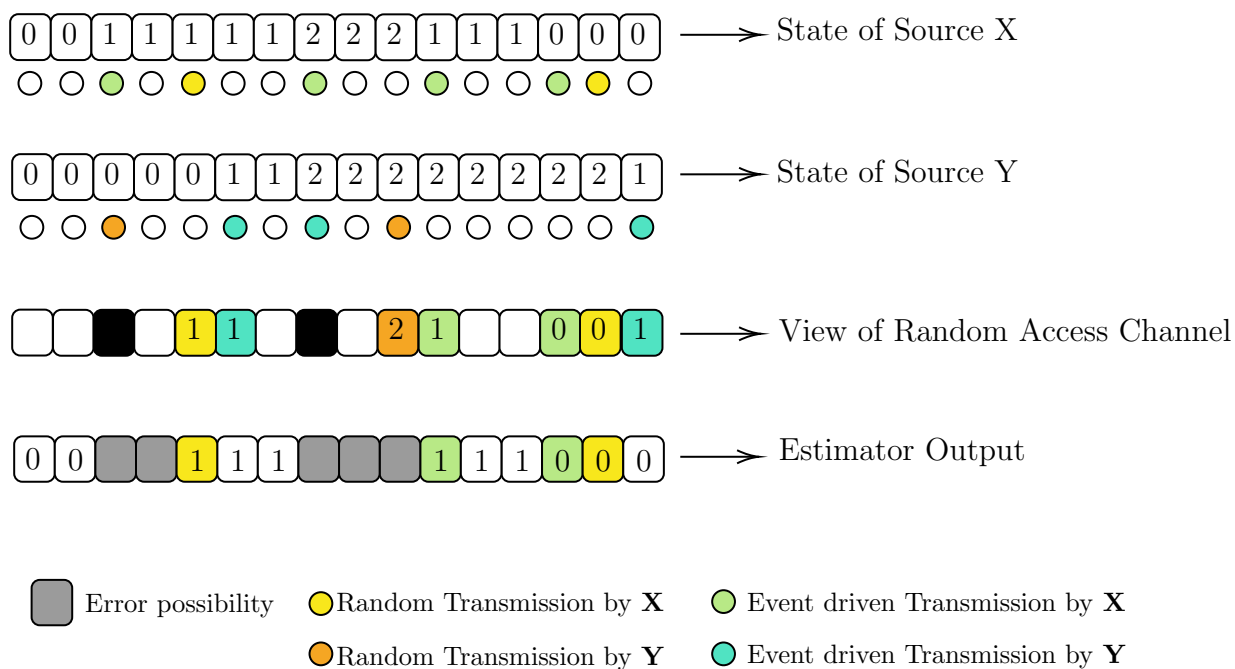 0 0 1 1 1 1 1 2 2 2 1 1 1 0 0 0 State of Source X
0 0 0 0 0 1 1 2 2 2 2 2 2 2 2 1 State of Source Y
1 1 2 1 0 0 1 View of Random Access Channel
0 0 1 1 1 1 1 1 0 0 0 Estimator Output
Error possibility Random Transmission by X Event driven Transmission by X
Random Transmission by Y Event driven Transmission by Y